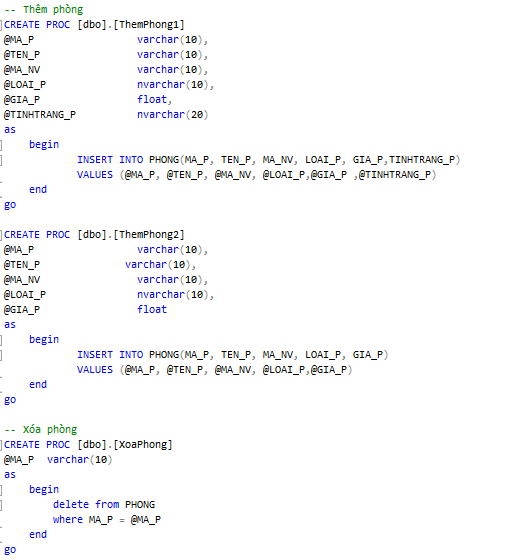 -- Thêm phòng
CREATE PROC [dbo].[ThemPhong1]
@MA_P varchar(10),
@TEN_P varchar(10),
@MA_NV varchar(10),
@LOAI_P nvarchar(10),
@GIA_P float,
@TINHTRANG_P nvarchar(20)
as
begin
INSERT INTO PHONG(MA_P, TEN_P, MA_NV, LOAI_P, GIA_P,TINHTRANG_P)
VALUES (@MA_P, @TEN_P, @MA_NV, @LOAI_P,@GIA_P ,@TINHTRANG_P)
end
go
CREATE PROC [dbo].[ThemPhong2]
@MA_P varchar(10),
@TEN_P varchar(10),
@MA_NV varchar(10),
@LOAI_P nvarchar(10),
@GIA_P float
as
begin
INSERT INTO PHONG(MA_P, TEN_P, MA_NV, LOAI_P, GIA_P)
VALUES (@MA_P, @TEN_P, @MA_NV, @LOAI_P,@GIA_P)
end
go
-- Xóa phòng
CREATE PROC [dbo].[XoaPhong]
@MA_P varchar(10)
as
begin
delete from PHONG
where MA_P = @MA_P
end
go